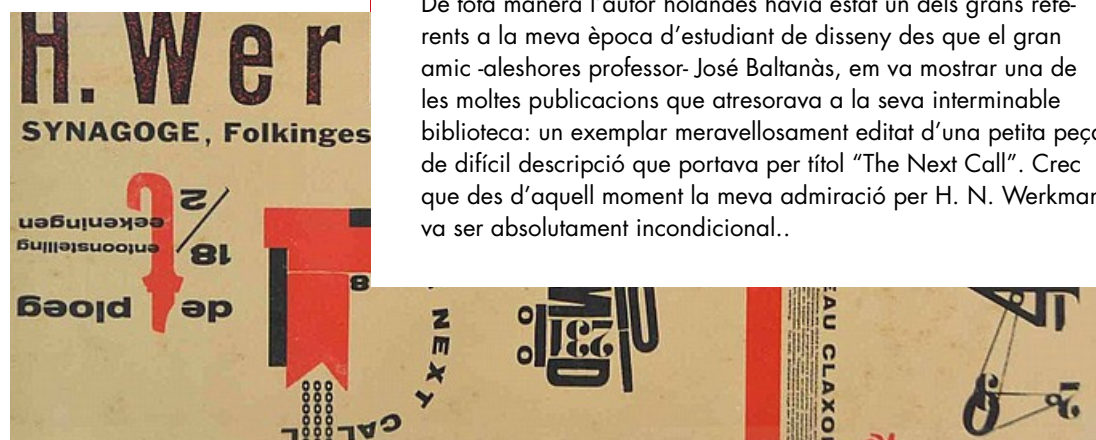 De tota manera l'autor holandès havia estat un dels grans refe-
rents a la meva època d'estudiant de disseny des que el gran
amic -aleshores professor- José Baltanàs, em va mostrar una de
les moltes publicacions que atresorava a la seva interminable
biblioteca: un exemplar meravellosament editat d'una petita peça
de difícil descripció que portava per títol “The Next Call”. Crec
que des d'aquell moment la meva admiració per H. N. Werkman
va ser absolutament incondicional..
H. Wer
SYNAGOGE, Folkinges
18/2
de ploeg
8
NEXT
CAL
EAU CLAXO